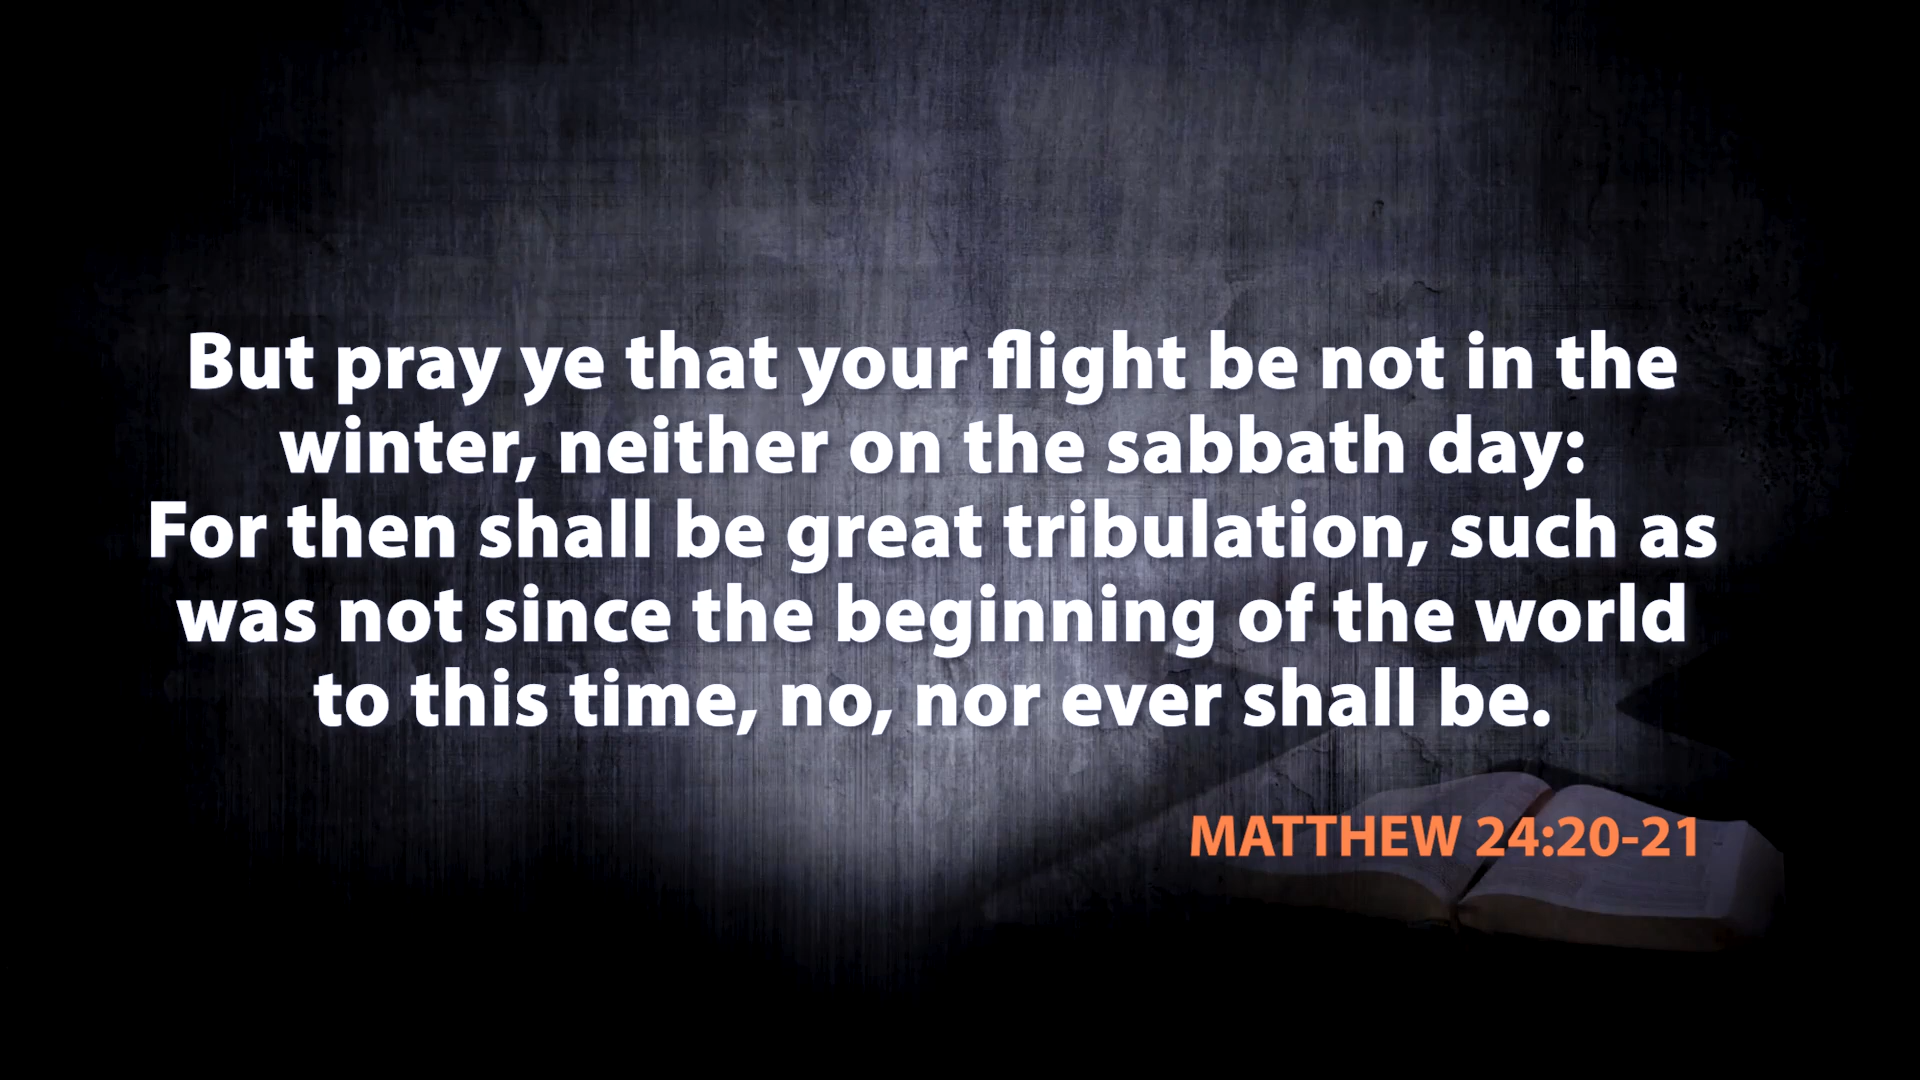 But pray ye that your flight be not in the
winter, neither on the sabbath day:
For then shall be great tribulation, such as
was not since the beginning of the world
to this time, no, nor ever shall be.
MATTHEW 24:20-21